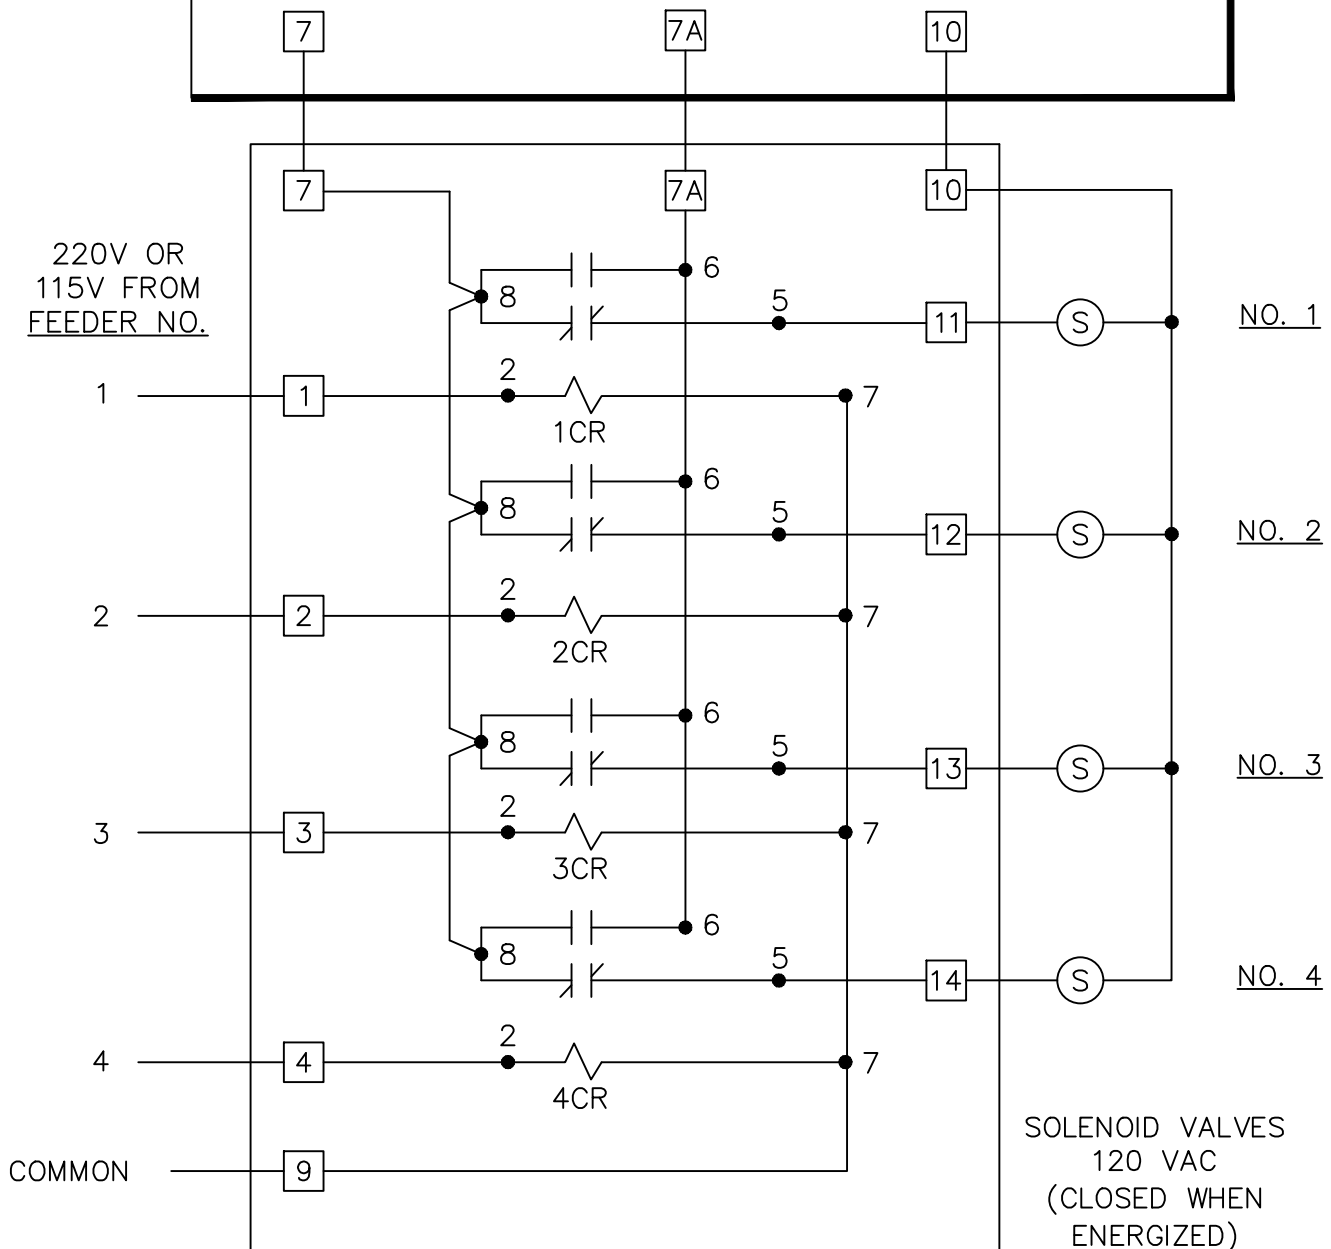 7 7A 10
7 7A 10
220V OR
115V FROM
FEEDER NO.
6
8
5
11 S NO. 1
2
1 1 7
1CR
6
8
5
12 S NO. 2
2
2 2 7
2CR
6
8
5
13 S NO. 3
2
3 3 7
3CR
6
8
5
14 S NO. 4
2
4 4 7
4CR
COMMON 9
SOLENOID VALVES
120 VAC
(CLOSED WHEN
ENERGIZED)